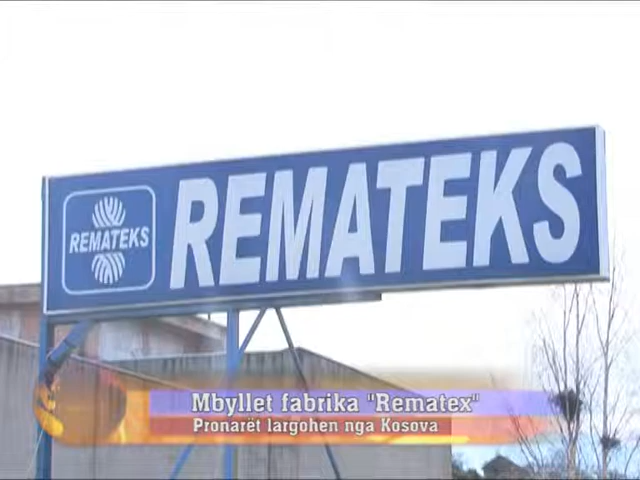 REMATEKS
REMATEKS
Mbyllet fabrika "Rematex"
Pronarët largohen nga Kosova